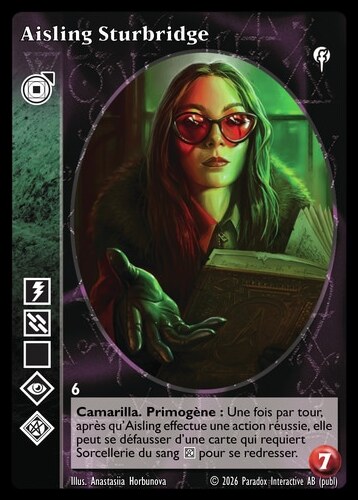 Aisling Sturbridge
6
Camarilla. Primogène : Une fois par tour,
après qu'Aisling effectue une action réussie, elle
peut se défausser d'une carte qui requiert
Sorcellerie du sang pour se redresser.
7
Illus. Anastasiia Horbunova
© 2026 Paradox Interactive AB (publ)